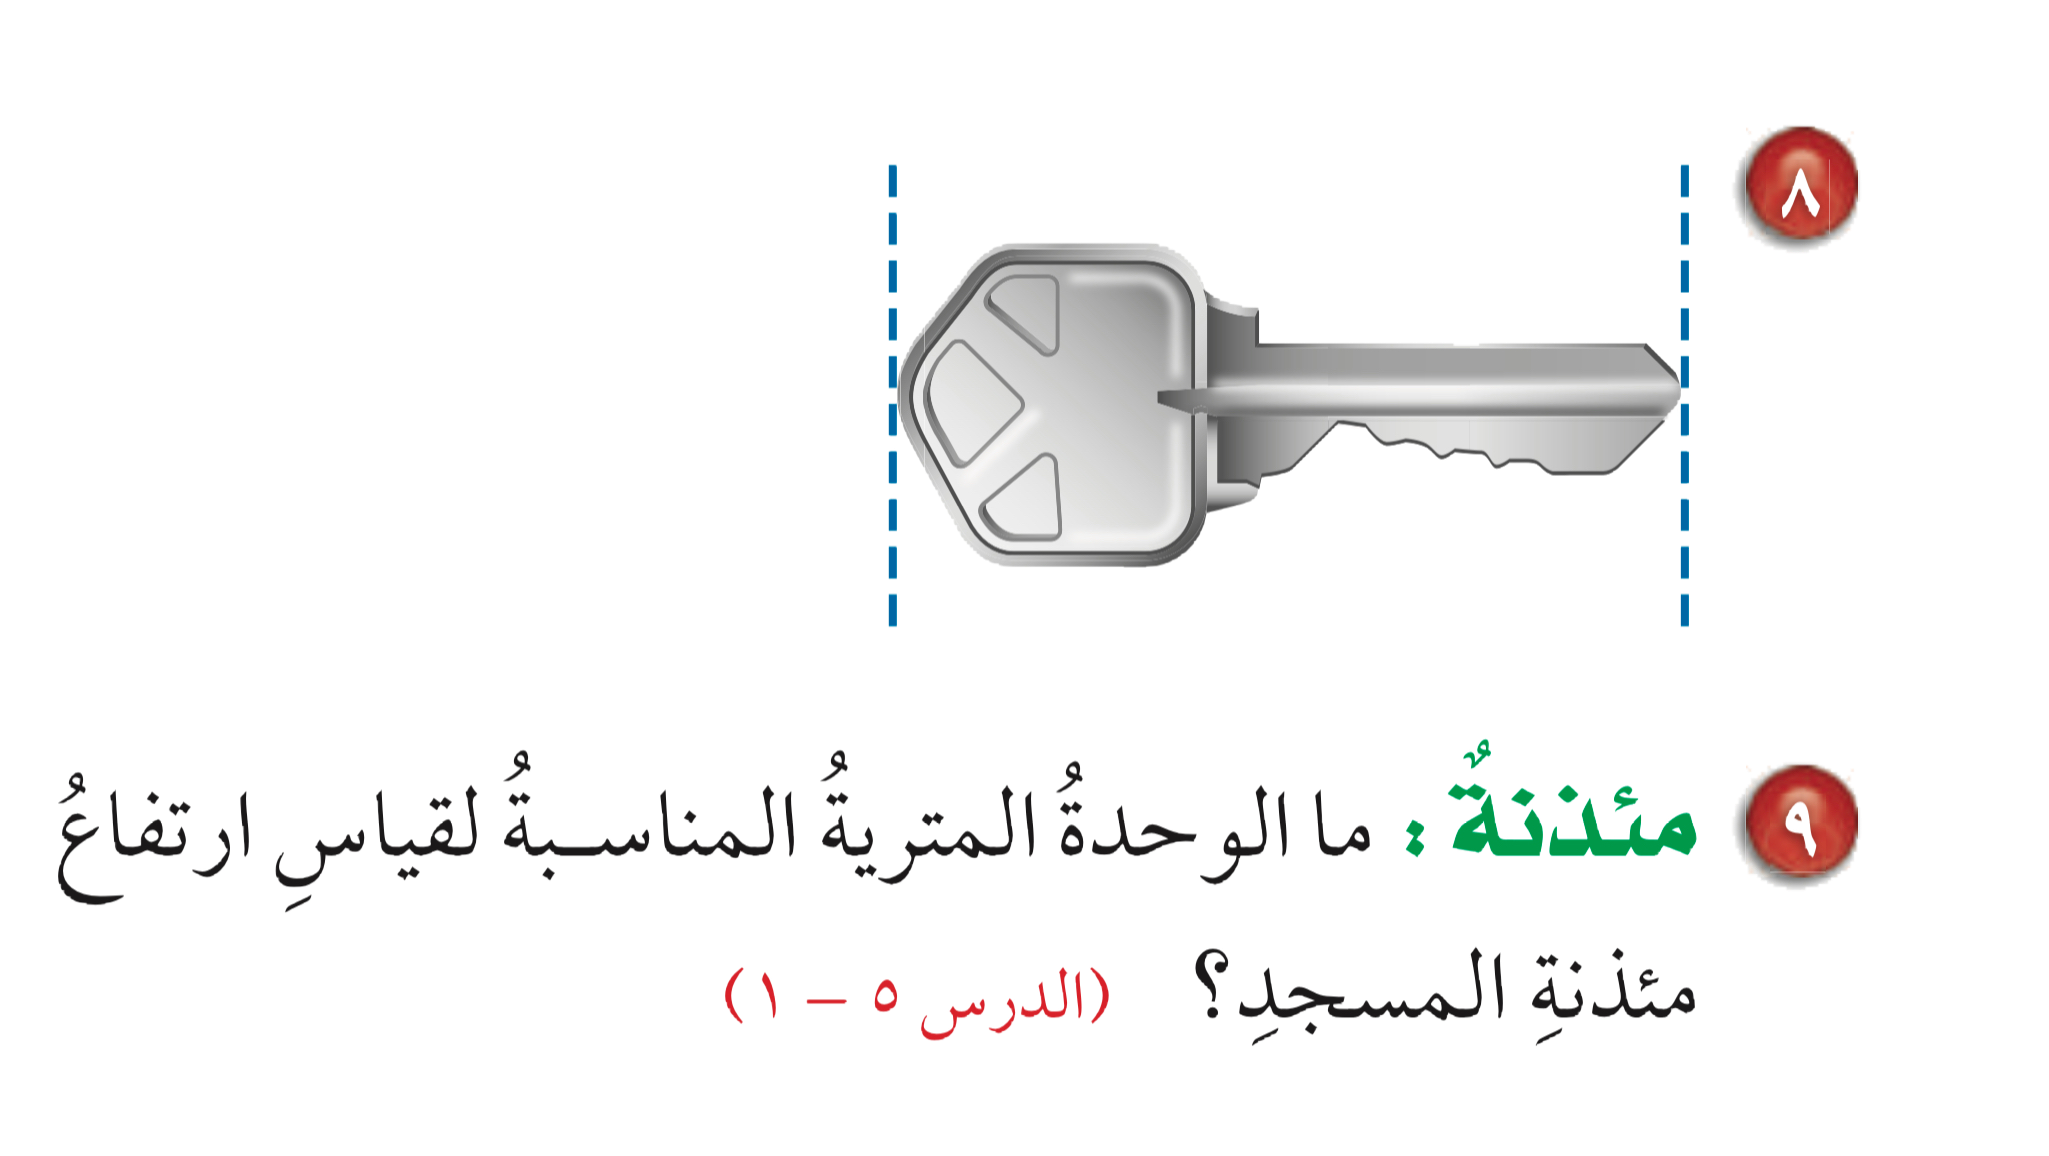 ٨
٩ مئذنةٌ : ما الوحدةُ المتريةُ المناسبةُ لقياسِ ارتفاعُ
مئذنةِ المسجدِ؟ (الدرس ٥ – ١)